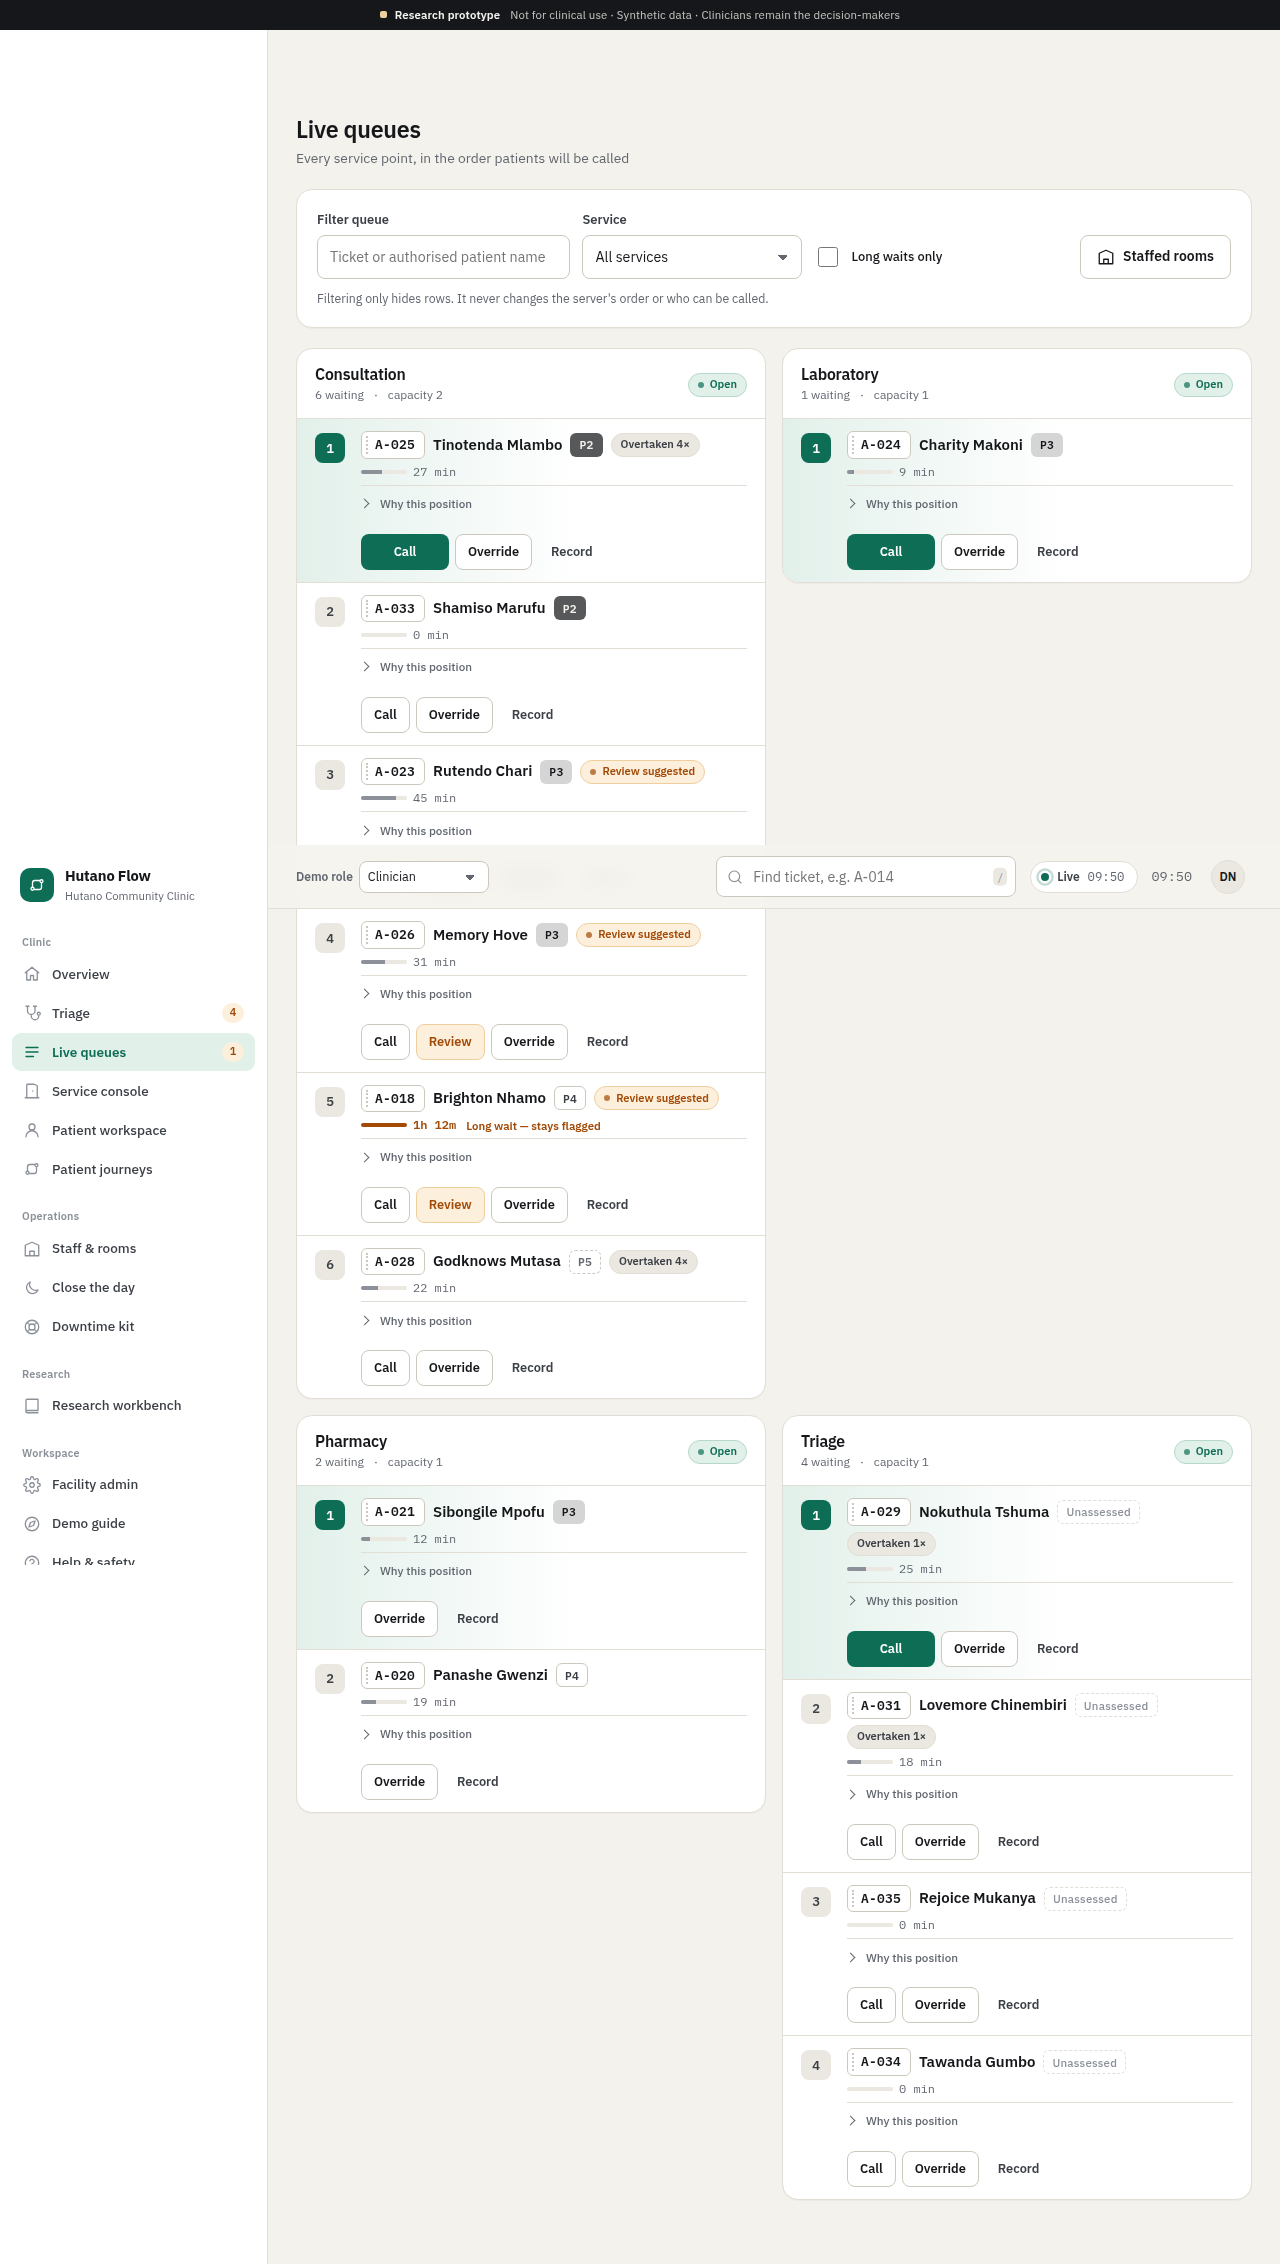 Research prototype Not for clinical use · Synthetic data · Clinicians remain the decision-makers
Live queues
Every service point, in the order patients will be called
Filter queue
Service
Ticket or authorised patient name
All services
Long waits only
Staffed rooms
Filtering only hides rows. It never changes the server's order or who can be called.
Consultation
6 waiting · capacity 2
Open
1 A-025 Tinotenda Mlambo P2 Overtaken 4×
27 min
Why this position
Call Override Record
2 A-033 Shamiso Marufu P2
0 min
Why this position
Call Override Record
3 A-023 Rutendo Chari P3 Review suggested
45 min
Why this position
Laboratory
1 waiting · capacity 1
Open
1 A-024 Charity Makoni P3
9 min
Why this position
Call Override Record
Hutano Flow
Hutano Community Clinic
Demo role Clinician
Find ticket, e.g. A-014 /
Live 09:50
09:50
DN
Clinic
Overview
Triage 4
Live queues 1
Service console
Patient workspace
Patient journeys
Operations
Staff & rooms
Close the day
Downtime kit
Research
Research workbench
Workspace
Facility admin
Demo guide
Help & safety
4 A-026 Memory Hove P3 Review suggested
31 min
Why this position
Call Review Override Record
5 A-018 Brighton Nhamo P4 Review suggested
1h 12m Long wait — stays flagged
Why this position
Call Review Override Record
6 A-028 Godknows Mutasa P5 Overtaken 4×
22 min
Why this position
Call Override Record
Pharmacy
2 waiting · capacity 1
Open
1 A-021 Sibongile Mpofu P3
12 min
Why this position
Override Record
2 A-020 Panashe Gwenzi P4
19 min
Why this position
Override Record
Triage
4 waiting · capacity 1
Open
1 A-029 Nokuthula Tshuma Unassessed
Overtaken 1×
25 min
Why this position
Call Override Record
2 A-031 Lovemore Chinembiri Unassessed
Overtaken 1×
18 min
Why this position
Call Override Record
3 A-035 Rejoice Mukanya Unassessed
0 min
Why this position
Call Override Record
4 A-034 Tawanda Gumbo Unassessed
0 min
Why this position
Call Override Record